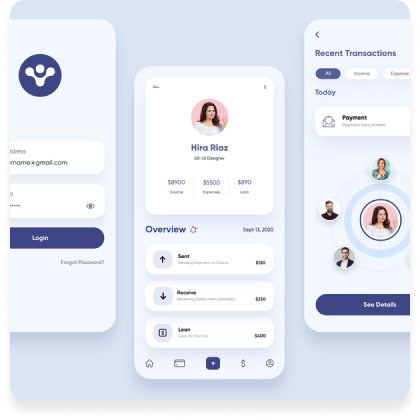 dress
rname@gmail.com
Login
Forgot Password?
Hira Riaz
UX/UI Designer
$8900
Income
$5500
Expenses
$890
Loan
Overview
Sept 13, 2020
Sent
Sending Payment to Clients
$150
Receive
Receiving Salary from company
$250
Loan
Loan for the Car
$400
Recent Transactions
All
Income
Expense
Today
Payment
Payment from Andrea
See Details